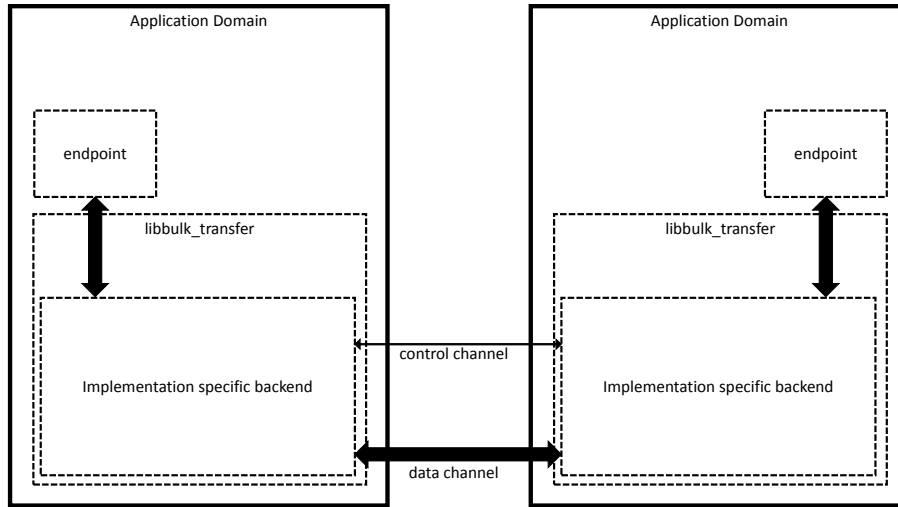 Application Domain
Application Domain
endpoint
endpoint
libbulk_transfer
libbulk_transfer
control channel
Implementation specific backend
Implementation specific backend
data channel